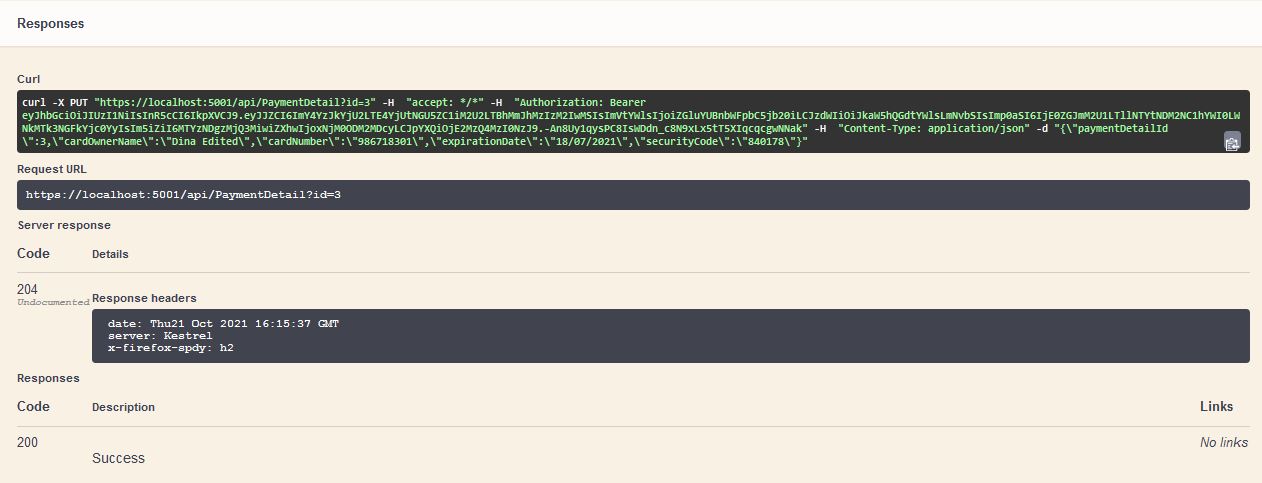 Responses
Curl
curl -X PUT "https://localhost:5001/api/PaymentDetail?id=3" -H  "accept: */*" -H  "Authorization: Bearer
eyJhbGciOiJIUzI1NiIsInR5cCI6IkpXVCJ9.eyJJZCI6ImY4YzJkYjU2LTE4YjUtNGU5ZC1iM2U2LTBhMmJhMzIzM2IwMSIsImVtYWlsIjoiZGluYUBnbWFpbC5jb20iLCJzdWIiOiJkaW5hQGdtYWlsLmNvbSIsImp0aSI6IjE0ZGJmM2U1LTllNTYtNDM2NC1hYWI0LW
NkMTk3NGFkYjc0YyIsIm5iZiI6MTYzNDgzMjQ3MiwiZXhwIjoxNjM0ODM2MDcyLCJpYXQiOjE2MzQ4MzI0NzJ9.-An8Uy1qysPC8IsWDdn_c8N9xLx5tT5XIqcqcgwNNak" -H  "Content-Type: application/json" -d "{\"paymentDetailId
\":3,\"cardOwnerName\":\"Dina Edited\",\"cardNumber\":\"986718301\",\"expirationDate\":\"18/07/2021\",\"securityCode\":\"840178\"}"
Request URL
https://localhost:5001/api/PaymentDetail?id=3
Server response
Code Details
204
Undocumented
Response headers
date: Thu21 Oct 2021 16:15:37 GMT
server: Kestrel
x-firefox-spdy: h2
Responses
Code Description Links
200 No links
Success